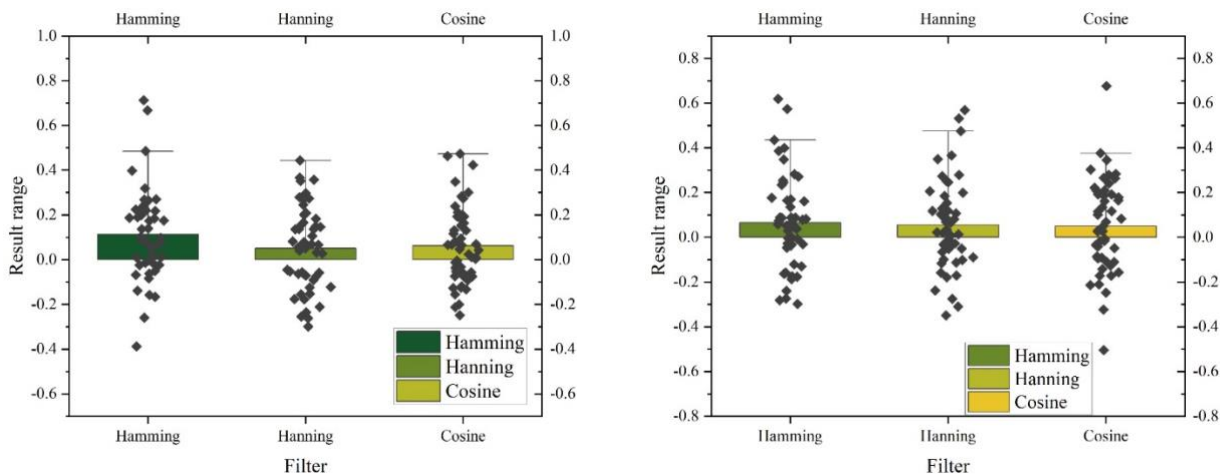 Hamming Hanning Cosine
1.0 1.0
0.8 0.8
0.6 0.6
0.4 0.4
0.2 0.2
0.0 0.0
-0.2 -0.2
-0.4 -0.4
-0.6 -0.6
Result range
Hamming
Hanning
Cosine
Hamming Hanning Cosine
Filter
Hamming Hanning Cosine
0.8 0.8
0.6 0.6
0.4 0.4
0.2 0.2
0.0 0.0
-0.2 -0.2
-0.4 -0.4
-0.6 -0.6
-0.8 -0.8
Result range
Hamming
Hanning
Cosine
Hamming Hanning Cosine
Filter